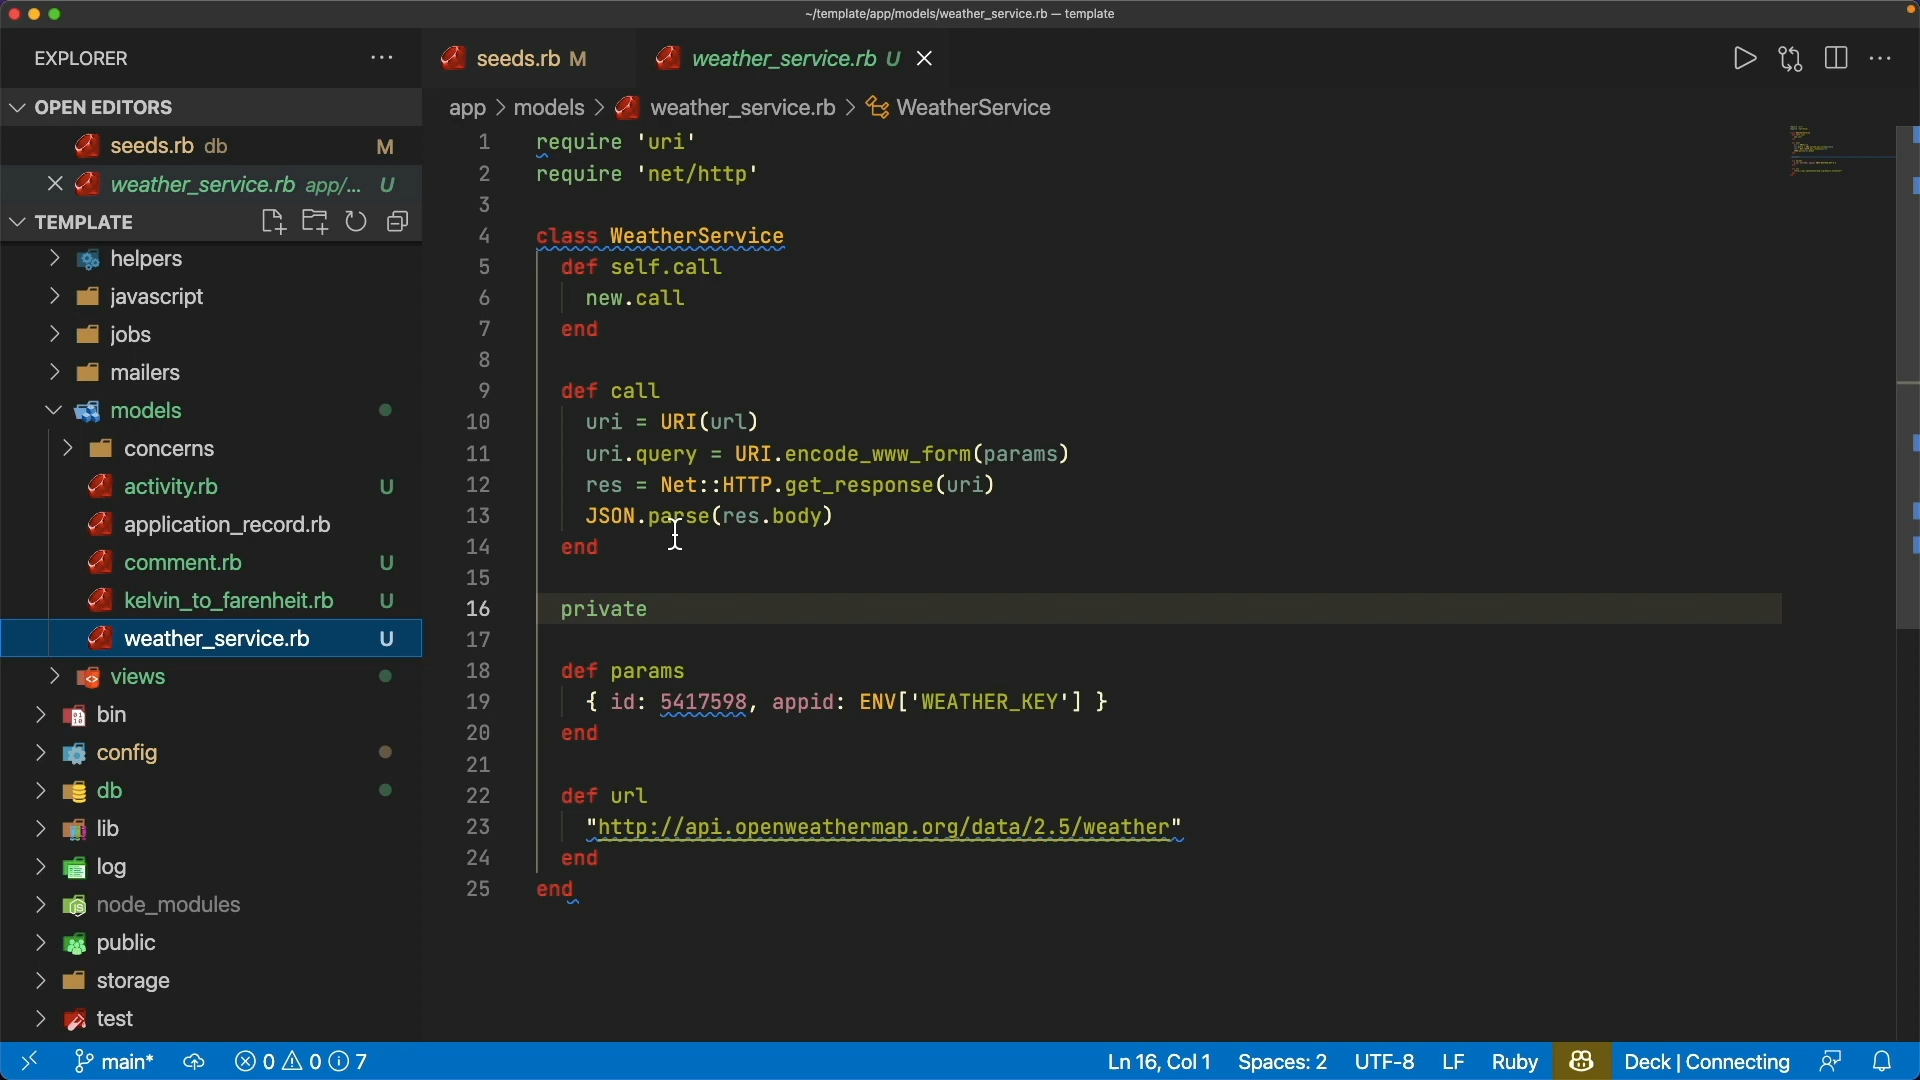 ~/template/app/models/weather_service.rb — template
EXPLORER
seeds.rb M
weather_service.rb U
OPEN EDITORS
app > models > weather_service.rb > WeatherService
seeds.rb db M
weather_service.rb app/... U
TEMPLATE
helpers
javascript
jobs
mailers
models
concerns
activity.rb U
application_record.rb
comment.rb U
kelvin_to_farenheit.rb U
weather_service.rb U
views
bin
config
db
lib
log
node_modules
public
storage
test
1 require 'uri'
2 require 'net/http'
3
4 class WeatherService
5 def self.call
6 new.call
7 end
8
9 def call
10 uri = URI(url)
11 uri.query = URI.encode_www_form(params)
12 res = Net::HTTP.get_response(uri)
13 JSON.parse(res.body)
14 end
15
16 private
17
18 def params
19 { id: 5417598, appid: ENV['WEATHER_KEY'] }
20 end
21
22 def url
23 "http://api.openweathermap.org/data/2.5/weather"
24 end
25 end
main* 0 0 7 Ln 16, Col 1 Spaces: 2 UTF-8 LF Ruby Deck | Connecting